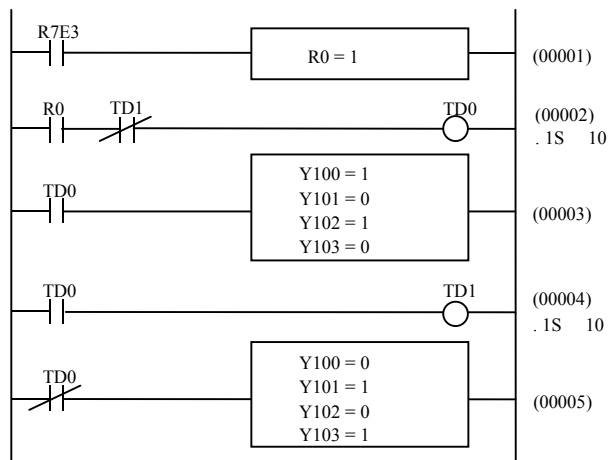 R7E3
R0 = 1
(00001)
R0 TD1 TD0
(00002)
. 1S 10
TD0
Y100 = 1
Y101 = 0
Y102 = 1
Y103 = 0
(00003)
TD0 TD1
(00004)
. 1S 10
TD0
Y100 = 0
Y101 = 1
Y102 = 0
Y103 = 1
(00005)